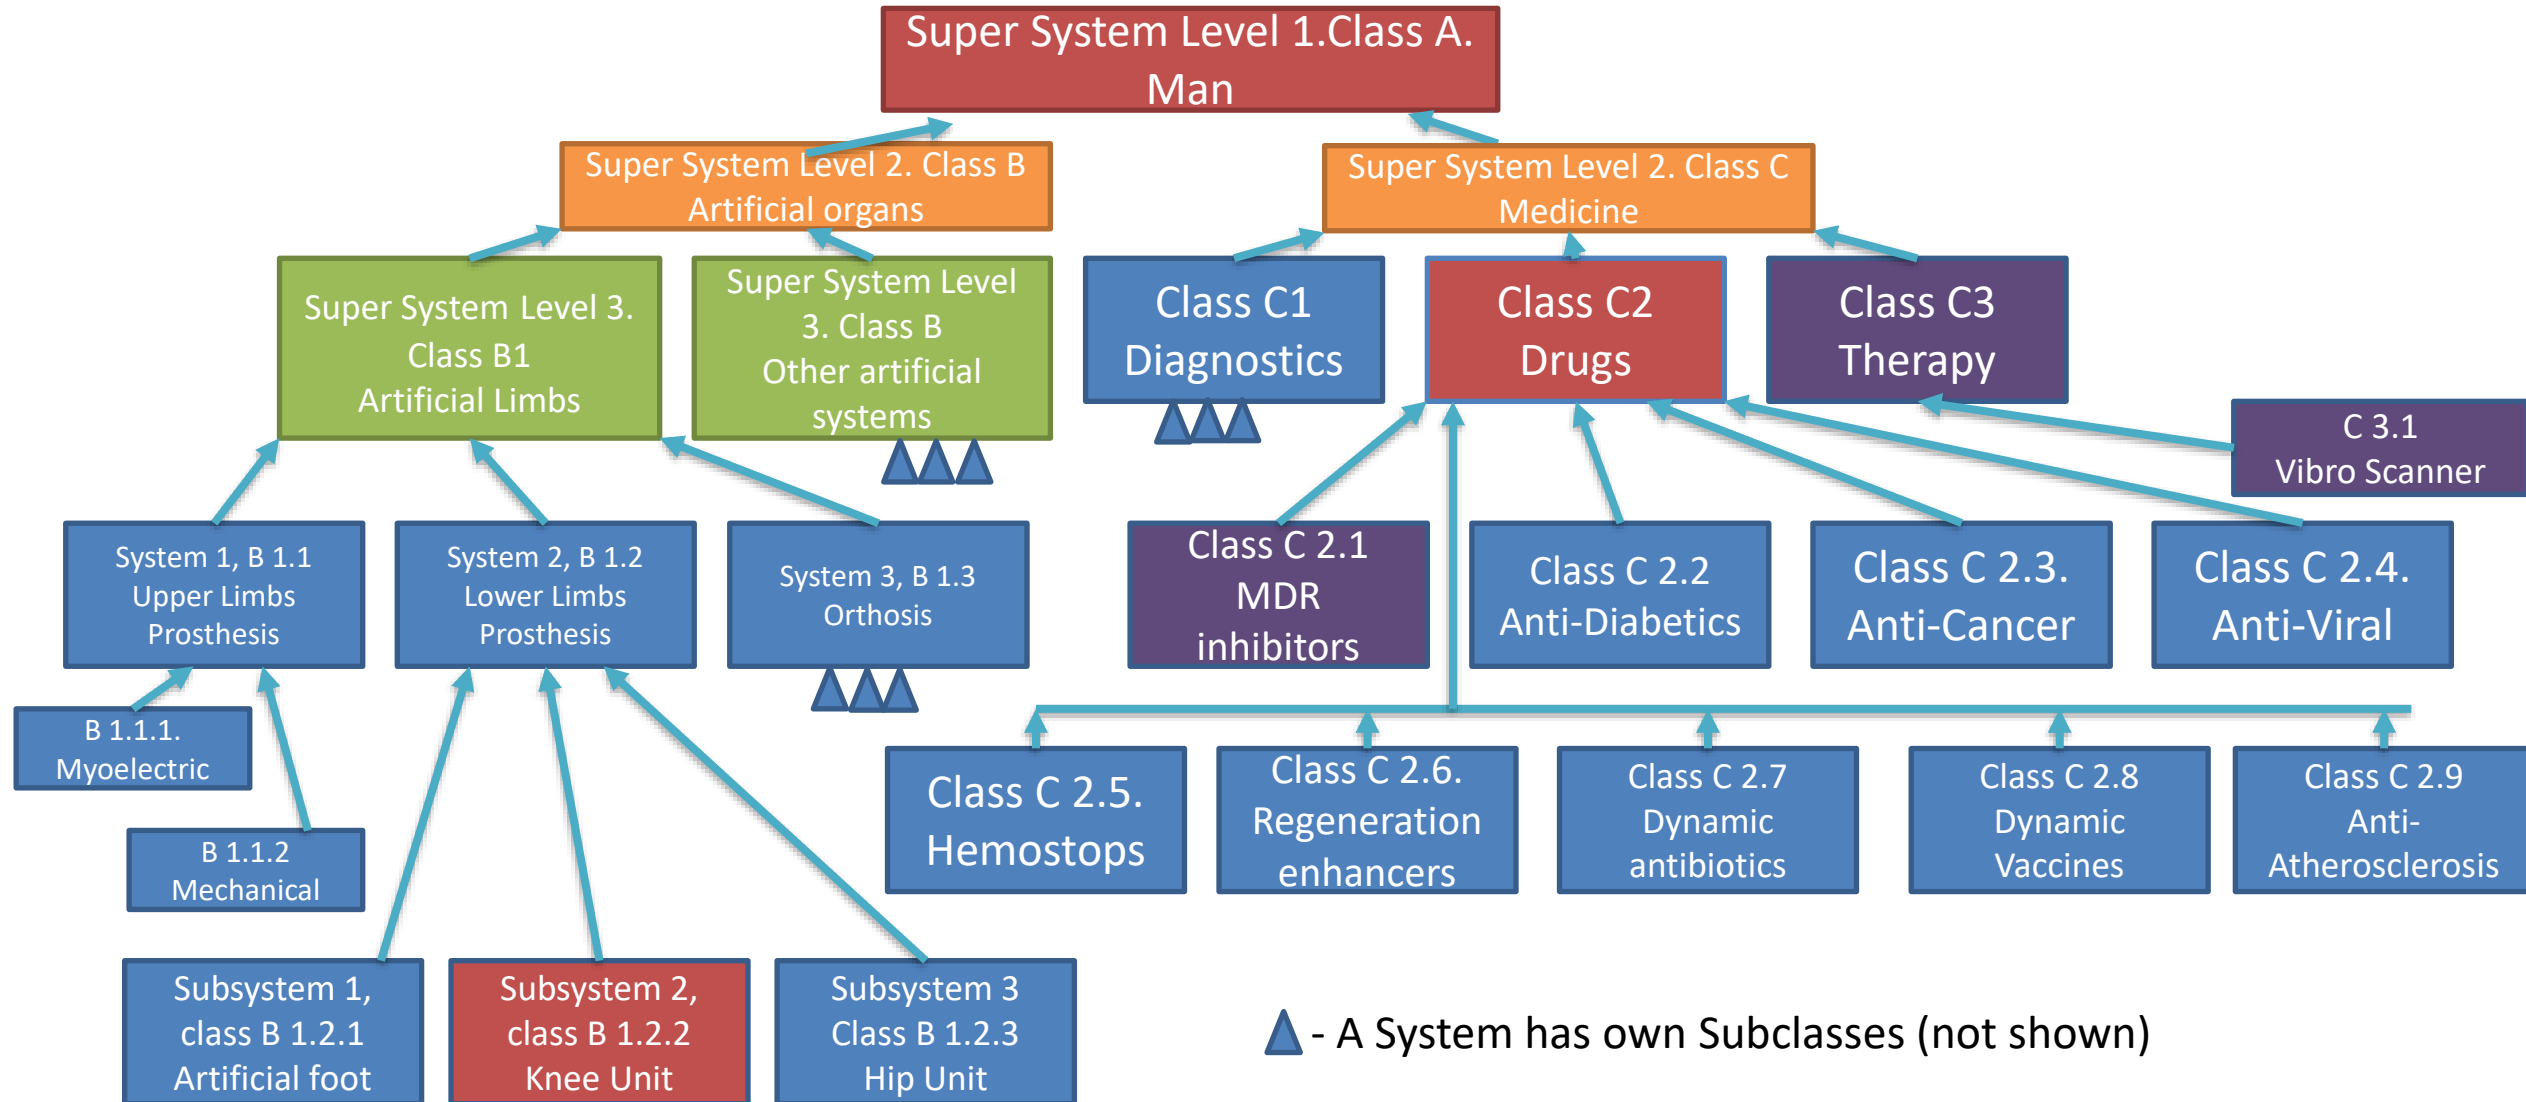 Super System Level 1.Class A.
Man
Super System Level 2. Class B
Artificial organs
Super System Level 2. Class C
Medicine
Super System Level 3.
Class B1
Artificial Limbs
Super System Level
3. Class B
Other artificial
systems
Class C1
Diagnostics
Class C2
Drugs
Class C3
Therapy
C 3.1
Vibro Scanner
System 1, B 1.1
Upper Limbs
Prosthesis
System 2, B 1.2
Lower Limbs
Prosthesis
System 3, B 1.3
Orthosis
Class C 2.1
MDR
inhibitors
Class C 2.2
Anti-Diabetics
Class C 2.3.
Anti-Cancer
Class C 2.4.
Anti-Viral
B 1.1.1.
Myoelectric
B 1.1.2
Mechanical
Class C 2.5.
Hemostops
Class C 2.6.
Regeneration
enhancers
Class C 2.7
Dynamic
antibiotics
Class C 2.8
Dynamic
Vaccines
Class C 2.9
Anti-
Atherosclerosis
Subsystem 1,
class B 1.2.1
Artificial foot
Subsystem 2,
class B 1.2.2
Knee Unit
Subsystem 3
Class B 1.2.3
Hip Unit
- A System has own Subclasses (not shown)